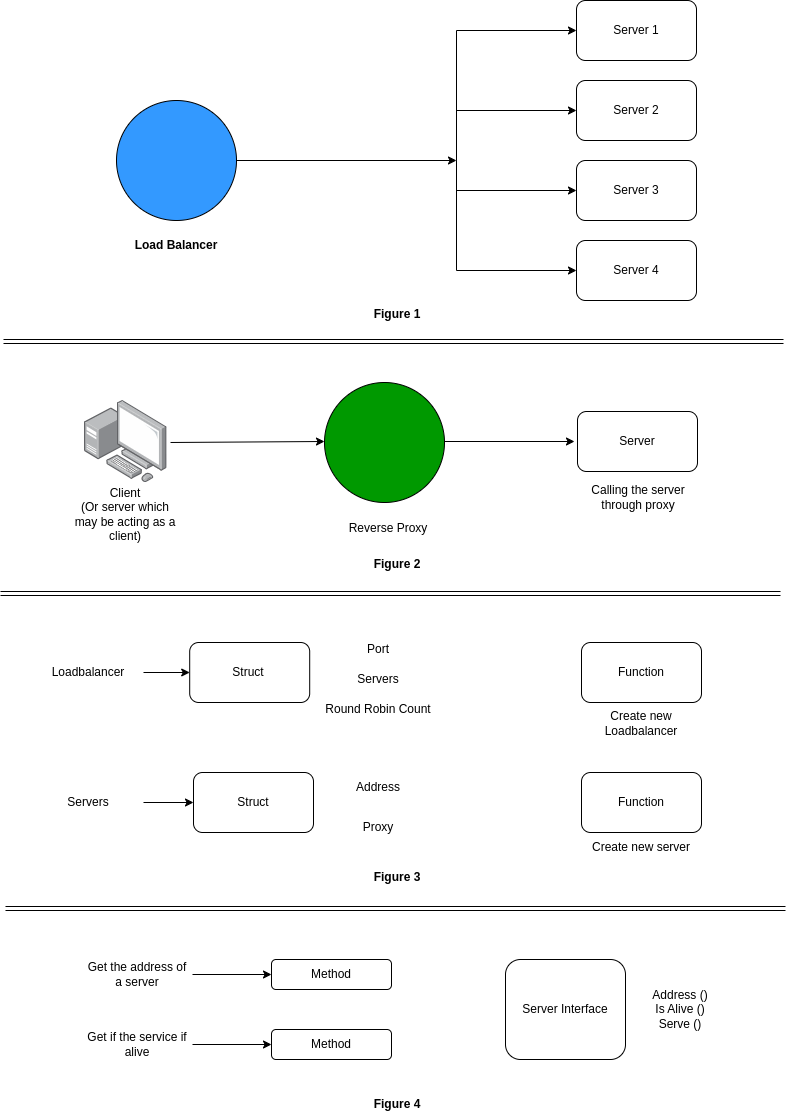 Server 1
Server 2
Server 3
Load Balancer
Server 4
Figure 1
Server
Client
(Or server which
may be acting as a
client)
Calling the server
through proxy
Reverse Proxy
Figure 2
Loadbalancer
Struct
Port
Servers
Round Robin Count
Function
Create new
Loadbalancer
Servers
Struct
Address
Proxy
Function
Create new server
Figure 3
Get the address of
a server
Method
Get if the service if
alive
Method
Server Interface
Address ()
Is Alive ()
Serve ()
Figure 4